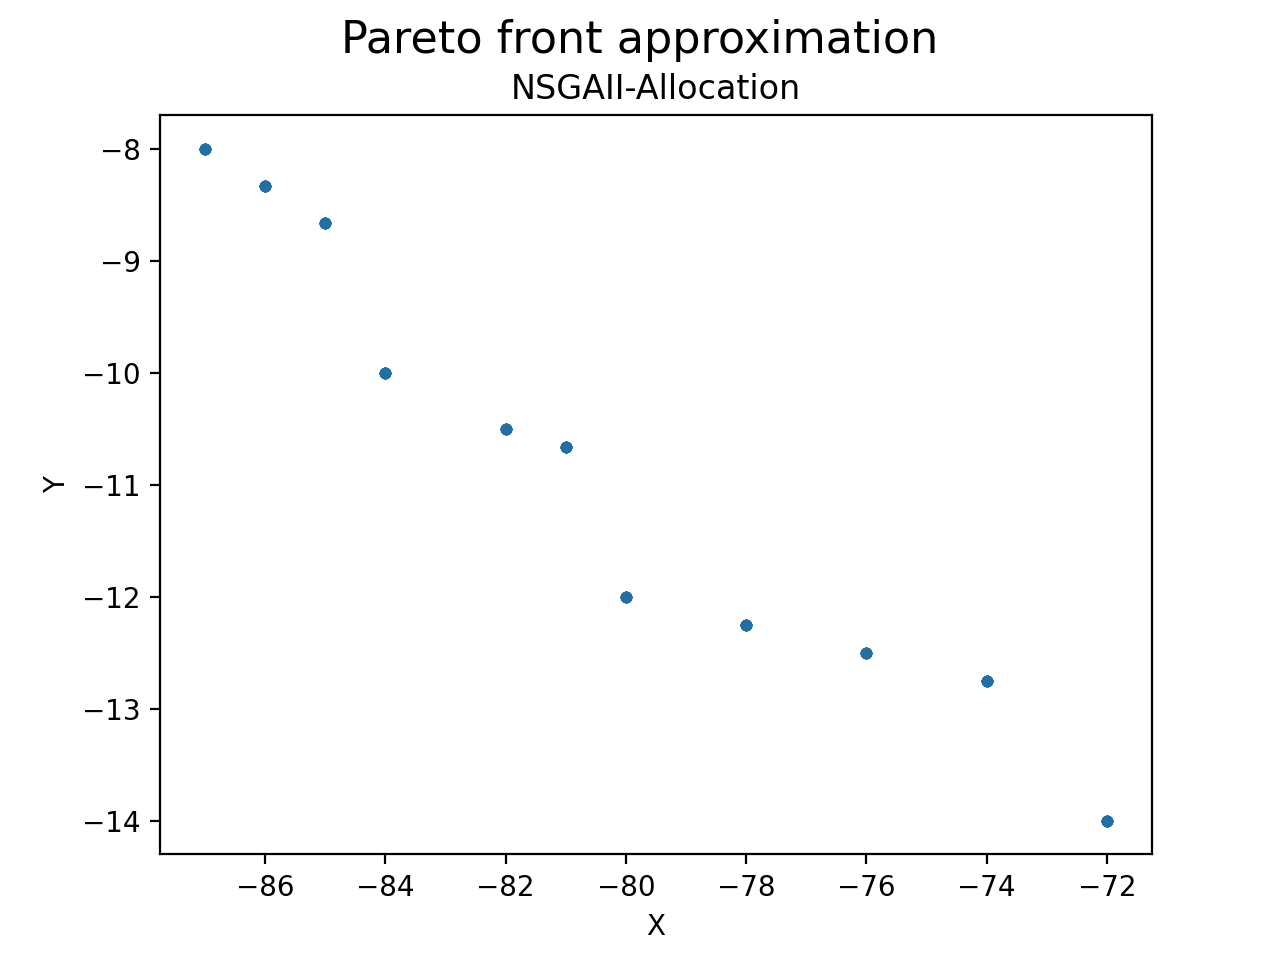 Pareto front approximation
NSGAII-Allocation
−8
−9
−10
−11
−12
−13
−14
Y
−86 −84 −82 −80 −78 −76 −74 −72
X